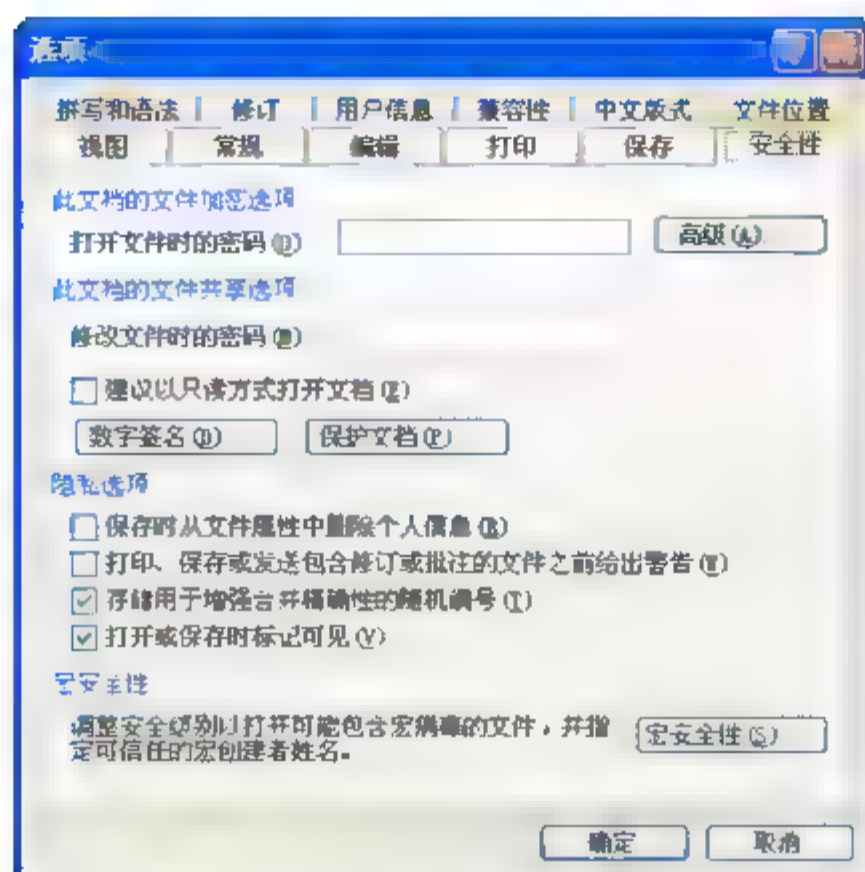 选项
拼写和语法 修订 用户信息 兼容性 中文版式 文件位置
视图 常规 编辑 打印 保存 安全性
此文档的文件加密选项
打开文件时的密码(O) 高级(A)
此文档的文件共享选项
修改文件时的密码(M)
建议以只读方式打开文档(E)
数字签名(D) 保护文档(P)
隐私选项
保存时从文件属性中删除个人信息(R)
打印、保存或发送包含修订或批注的文件之前给出警告(W)
存储用于增强合并精确性的随机编号(T)
打开或保存时标记可见(V)
宏安全性
调整安全级别以打开可能包含宏病毒的文件，并指
定可信任的宏创建者姓名。 宏安全性(S)
确定 取消